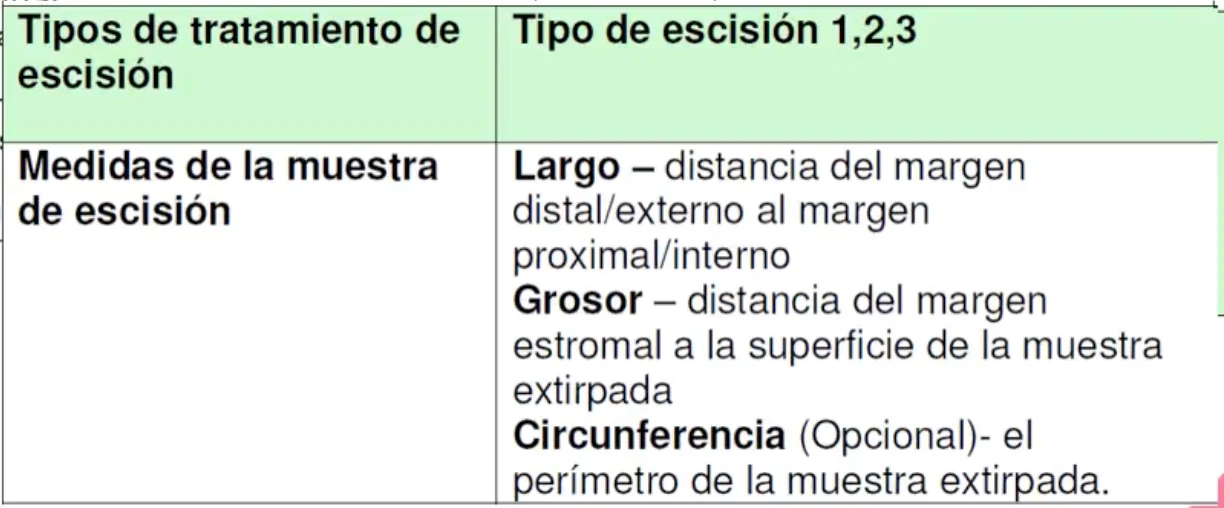 Tipos de tratamiento de
escisión
Tipo de escisión 1,2,3
Medidas de la muestra
de escisión
Largo – distancia del margen
distal/externo al margen
proximal/interno
Grosor – distancia del margen
estromal a la superficie de la muestra
extirpada
Circunferencia (Opcional)- el
perímetro de la muestra extirpada.